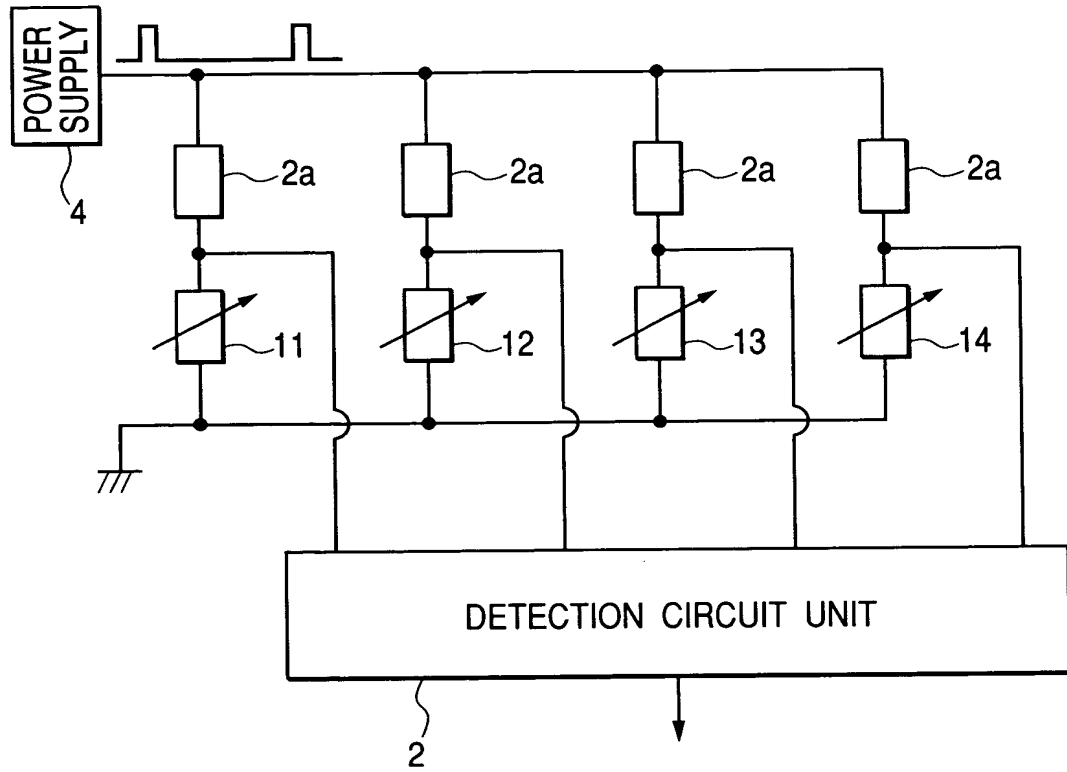 POWER
SUPPLY
4
2a
2a
2a
2a
11
12
13
14
DETECTION CIRCUIT UNIT
2